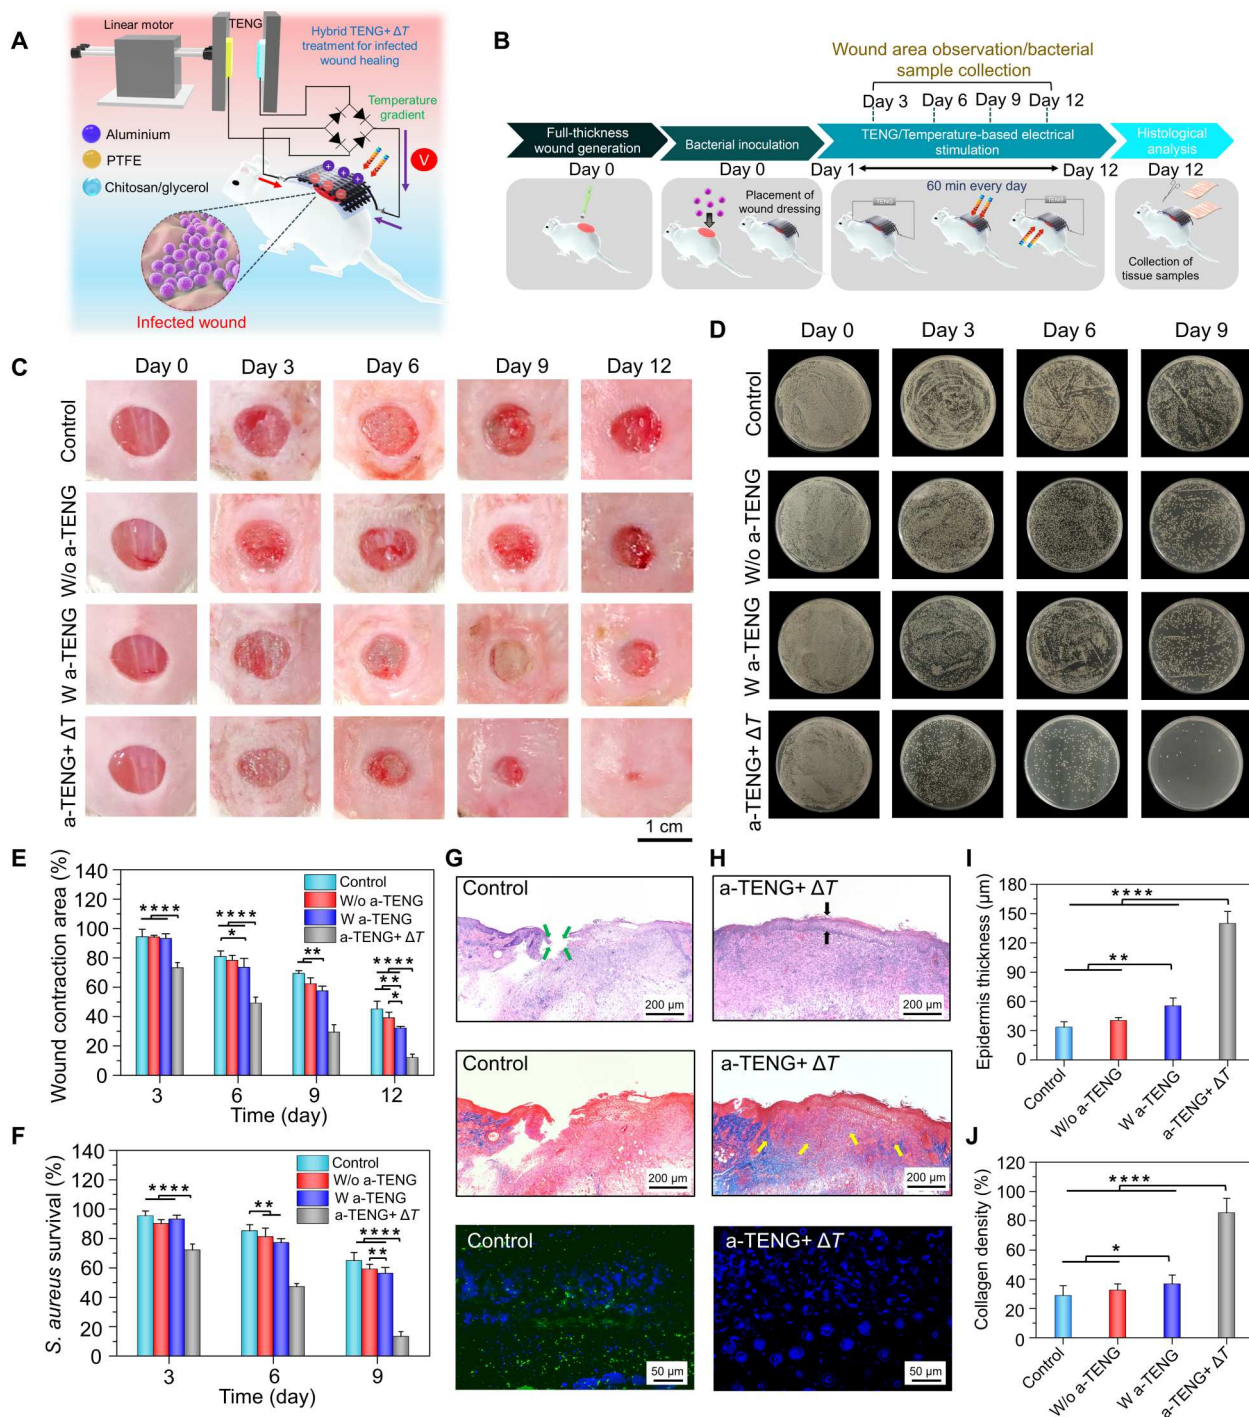 A
Linear motor
TENG
Hybrid TENG+ ΔT
treatment for infected
wound healing
Temperature
gradient
Aluminium
PTFE
Chitosan/glycerol
V
Infected wound
B
Wound area observation/bacterial
sample collection
Day 3 Day 6 Day 9 Day 12
Full-thickness
wound generation
Bacterial inoculation
TENG/Temperature-based electrical
stimulation
Histological
analysis
Day 0 Day 0 Day 1 Day 12 Day 12
Placement of
wound dressing
60 min every day
TENG
TENG
Collection of
tissue samples
C
Day 0 Day 3 Day 6 Day 9 Day 12
Control
W/o a-TENG
W a-TENG
a-TENG+ ΔT
1 cm
D
Day 0 Day 3 Day 6 Day 9
Control
W/o a-TENG
W a-TENG
a-TENG+ ΔT
E
Wound contraction area (%)
140
120
100
80
60
40
20
0
Control
W/o a-TENG
W a-TENG
a-TENG+ ΔT
****
****
*
**
****
**
*
3 6 9 12
Time (day)
F
S. aureus survival (%)
140
120
100
80
60
40
20
0
Control
W/o a-TENG
W a-TENG
a-TENG+ ΔT
****
**
****
**
3 6 9
Time (day)
G
Control
200 μm
Control
200 μm
Control
50 μm
H
a-TENG+ ΔT
200 μm
a-TENG+ ΔT
200 μm
a-TENG+ ΔT
50 μm
I
Epidermis thickness (μm)
180
150
120
90
60
30
0
****
**
Control
W/o a-TENG
W a-TENG
a-TENG+ ΔT
J
Collagen density (%)
120
100
80
60
40
20
0
****
*
Control
W/o a-TENG
W a-TENG
a-TENG+ ΔT